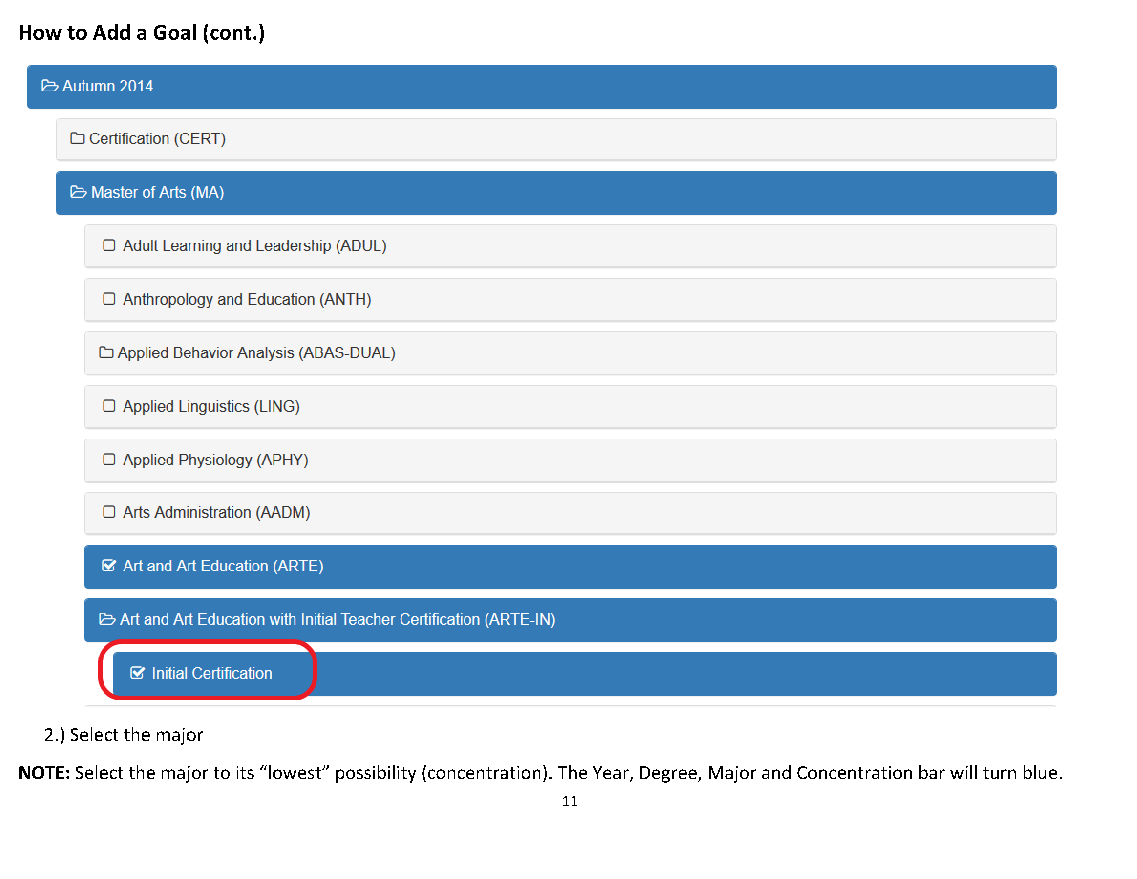 How to Add a Goal (cont.)
Autumn 2014
Certification (CERT)
Master of Arts (MA)
Adult Learning and Leadership (ADUL)
Anthropology and Education (ANTH)
Applied Behavior Analysis (ABAS-DUAL)
Applied Linguistics (LING)
Applied Physiology (APHY)
Arts Administration (AADM)
Art and Art Education (ARTE)
Art and Art Education with Initial Teacher Certification (ARTE-IN)
Initial Certification
2.) Select the major
NOTE: Select the major to its “lowest” possibility (concentration). The Year, Degree, Major and Concentration bar will turn blue.
11